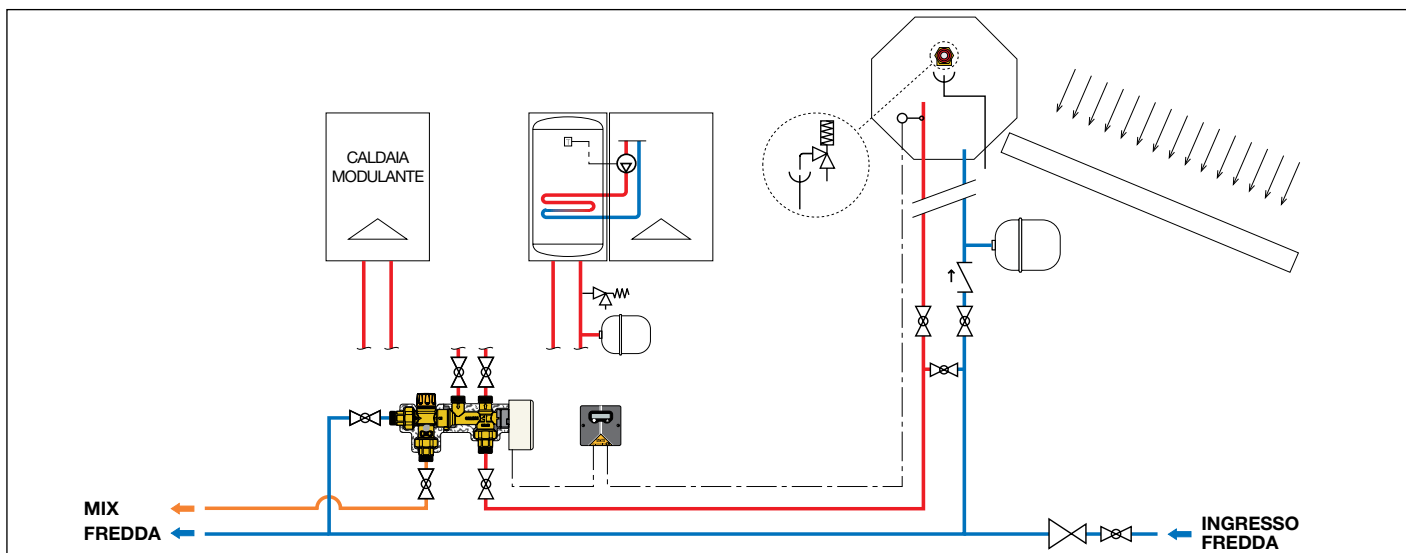 CALDAIA
MODULANTE
MIX
FREDDA
INGRESSO
FREDDA